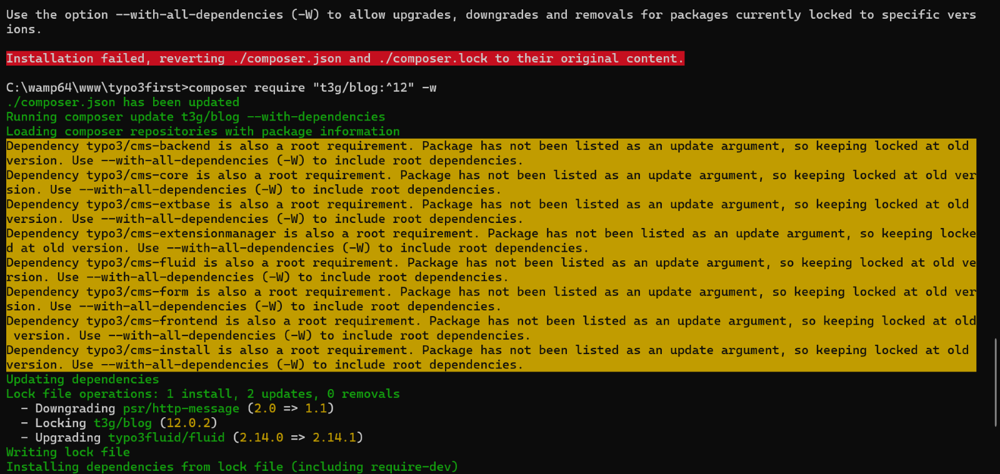 Use the option --with-all-dependencies (-W) to allow upgrades, downgrades and removals for packages currently locked to specific vers
ions.
Installation failed, reverting ./composer.json and ./composer.lock to their original content.
C:\wamp64\www\typo3first>composer require "t3g/blog:^12" -w
./composer.json has been updated
Running composer update t3g/blog --with-dependencies
Loading composer repositories with package information
Dependency typo3/cms-backend is also a root requirement. Package has not been listed as an update argument, so keeping locked at old
version. Use --with-all-dependencies (-W) to include root dependencies.
Dependency typo3/cms-core is also a root requirement. Package has not been listed as an update argument, so keeping locked at old ver
sion. Use --with-all-dependencies (-W) to include root dependencies.
Dependency typo3/cms-extbase is also a root requirement. Package has not been listed as an update argument, so keeping locked at old
version. Use --with-all-dependencies (-W) to include root dependencies.
Dependency typo3/cms-extensionmanager is also a root requirement. Package has not been listed as an update argument, so keeping locke
d at old version. Use --with-all-dependencies (-W) to include root dependencies.
Dependency typo3/cms-fluid is also a root requirement. Package has not been listed as an update argument, so keeping locked at old ve
rsion. Use --with-all-dependencies (-W) to include root dependencies.
Dependency typo3/cms-form is also a root requirement. Package has not been listed as an update argument, so keeping locked at old ver
sion. Use --with-all-dependencies (-W) to include root dependencies.
Dependency typo3/cms-frontend is also a root requirement. Package has not been listed as an update argument, so keeping locked at old
 version. Use --with-all-dependencies (-W) to include root dependencies.
Dependency typo3/cms-install is also a root requirement. Package has not been listed as an update argument, so keeping locked at old
version. Use --with-all-dependencies (-W) to include root dependencies.
Updating dependencies
Lock file operations: 1 install, 2 updates, 0 removals
  - Downgrading psr/http-message (2.0 => 1.1)
  - Locking t3g/blog (12.0.2)
  - Upgrading typo3fluid/fluid (2.14.0 => 2.14.1)
Writing lock file
Installing dependencies from lock file (including require-dev)